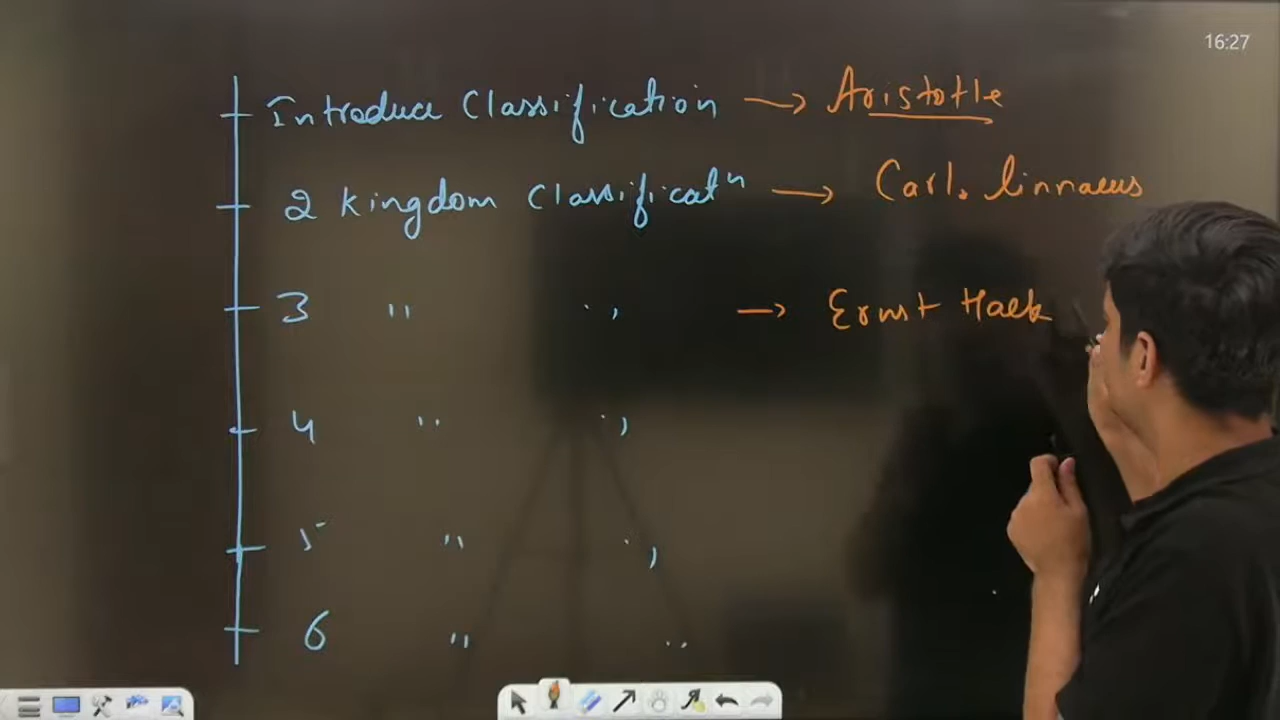 16:27
Introduce Classification → Aristotle
2 kingdom Classificatⁿ → Carl. linnaeus
3 " " → Ernst Haek
4 " "
5 " "
6 " "